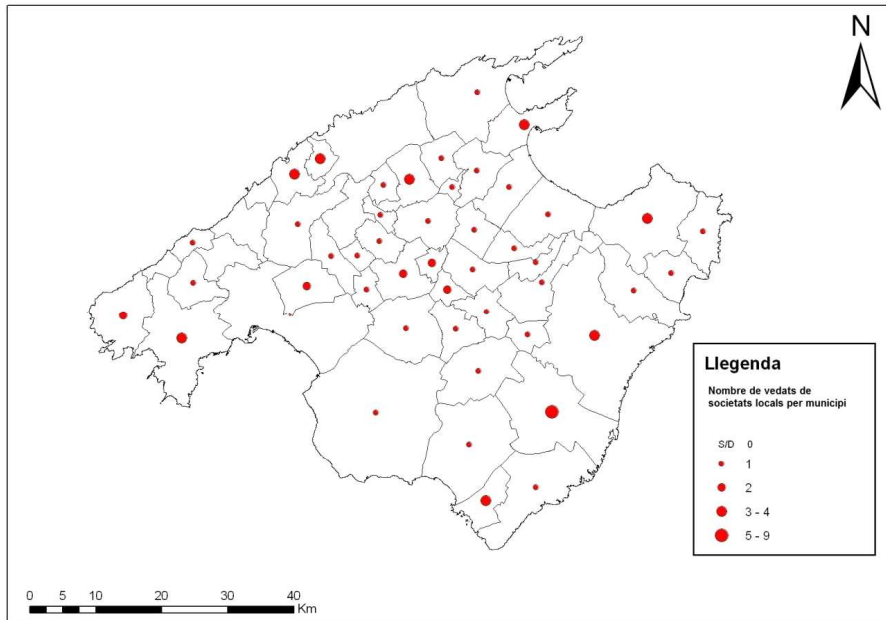 N
Llegenda
Nombre de vedats de
societats locals per municipi
S/D 0
1
2
3 - 4
5 - 9
0 5 10 20 30 40
Km